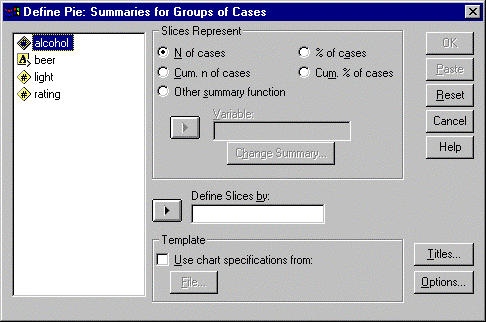 Define Pie: Summaries for Groups of Cases
alcohol
beer
light
rating
Slices Represent
N of cases
% of cases
Cum. n of cases
Cum. % of cases
Other summary function
Variable:
Change Summary...
Define Slices by:
Template
Use chart specifications from:
File...
OK
Paste
Reset
Cancel
Help
Titles...
Options...